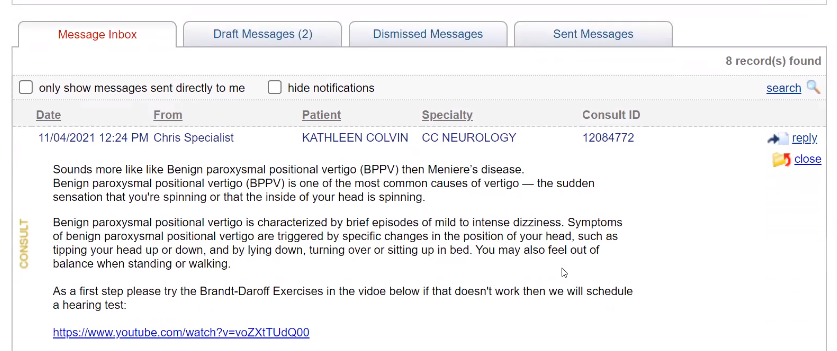 Message Inbox
Draft Messages (2)
Dismissed Messages
Sent Messages
8 record(s) found
only show messages sent directly to me
hide notifications
search
Date From Patient Specialty Consult ID
11/04/2021 12:24 PM Chris Specialist KATHLEEN COLVIN CC NEUROLOGY 12084772
reply
close
CONSULT
Sounds more like like Benign paroxysmal positional vertigo (BPPV) then Meniere's disease.
Benign paroxysmal positional vertigo (BPPV) is one of the most common causes of vertigo — the sudden
sensation that you're spinning or that the inside of your head is spinning.
Benign paroxysmal positional vertigo is characterized by brief episodes of mild to intense dizziness. Symptoms
of benign paroxysmal positional vertigo are triggered by specific changes in the position of your head, such as
tipping your head up or down, and by lying down, turning over or sitting up in bed. You may also feel out of
balance when standing or walking.
As a first step please try the Brandt-Daroff Exercises in the vidoe below if that doesn't work then we will schedule
a hearing test:
https://www.youtube.com/watch?v=voZXtTUdQ00